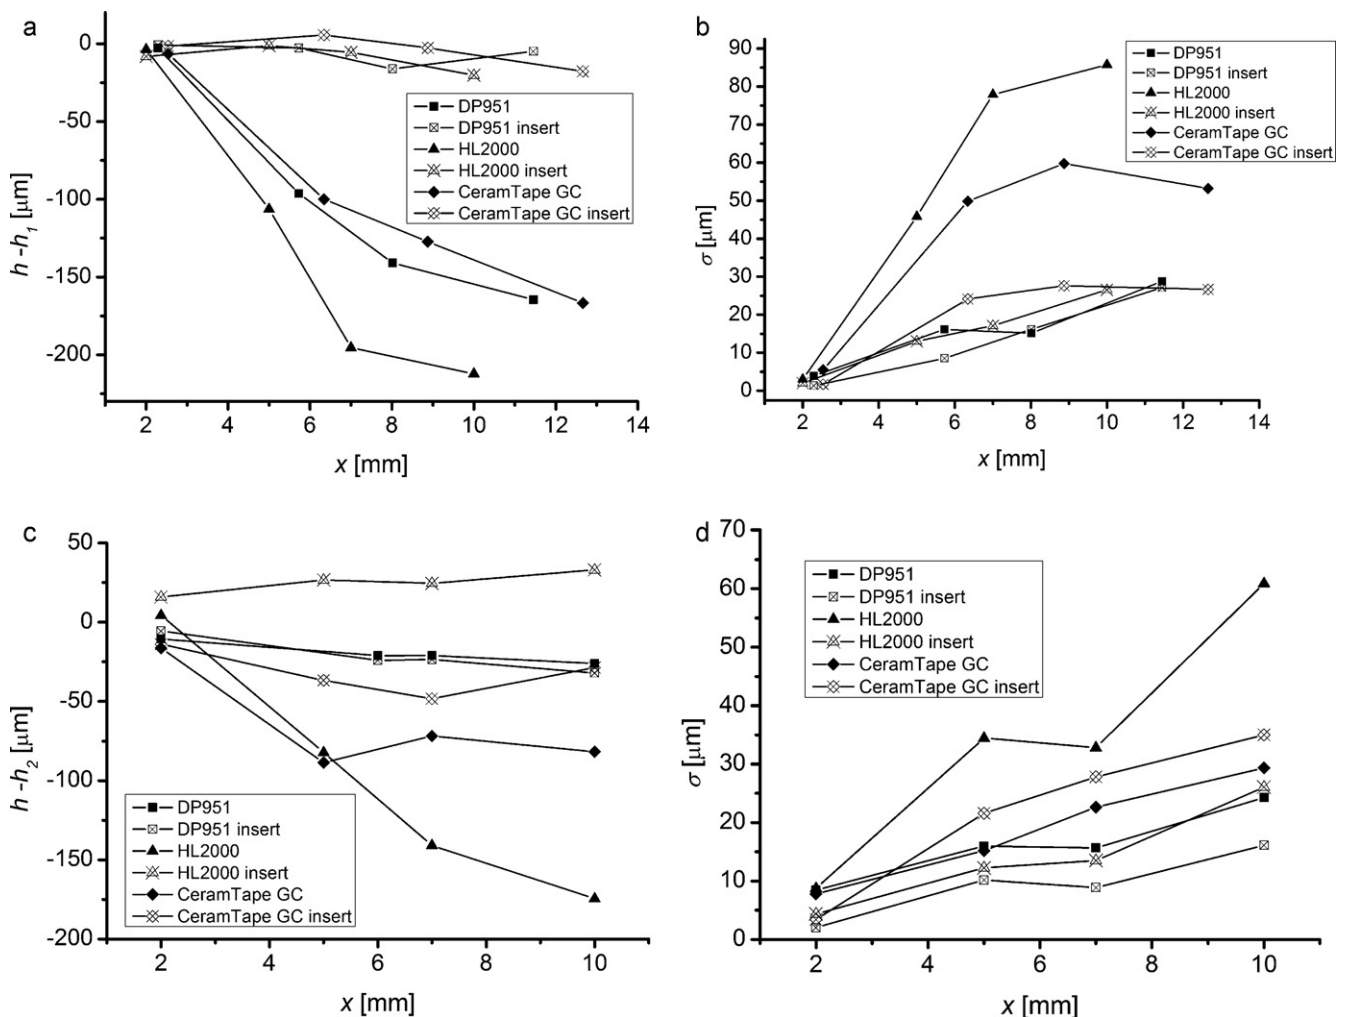 a
0
-50
-100
-150
-200
h -h1 [μm]
DP951
DP951 insert
HL2000
HL2000 insert
CeramTape GC
CeramTape GC insert
2 4 6 8 10 12 14
x [mm]
b
90
80
70
60
50
40
30
20
10
0
σ [μm]
DP951
DP951 insert
HL2000
HL2000 insert
CeramTape GC
CeramTape GC insert
2 4 6 8 10 12 14
x [mm]
c
50
0
-50
-100
-150
-200
h -h2 [μm]
DP951
DP951 insert
HL2000
HL2000 insert
CeramTape GC
CeramTape GC insert
2 4 6 8 10
x [mm]
d
70
60
50
40
30
20
10
0
σ [μm]
DP951
DP951 insert
HL2000
HL2000 insert
CeramTape GC
CeramTape GC insert
2 4 6 8 10
x [mm]